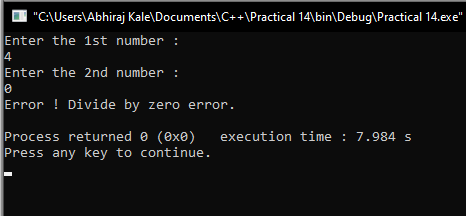 "C:\Users\Abhiraj Kale\Documents\C++\Practical 14\bin\Debug\Practical 14.exe"
Enter the 1st number :
4
Enter the 2nd number :
0
Error ! Divide by zero error.
Process returned 0 (0x0)   execution time : 7.984 s
Press any key to continue.